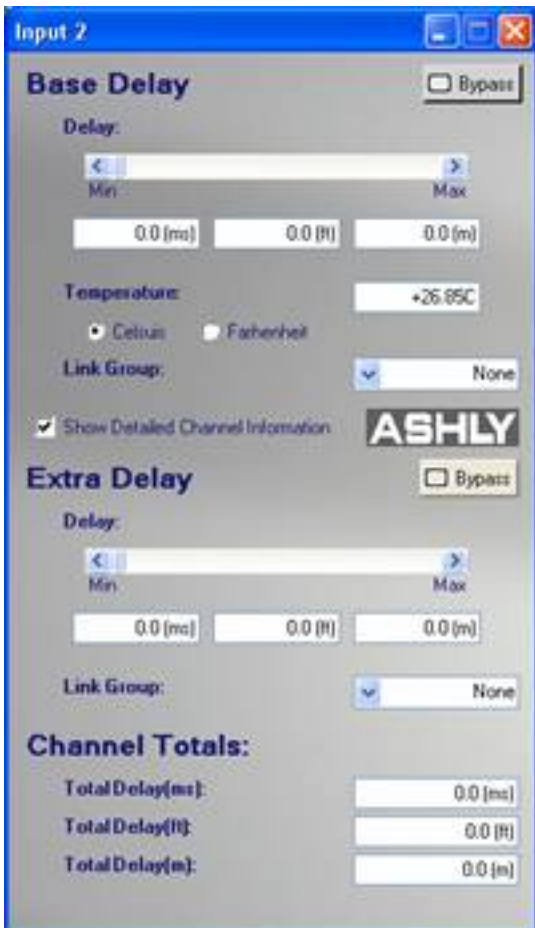 Input 2
Base Delay
Bypass
Delay:
Min Max
0.0 (ms) 0.0 (ft) 0.0 (m)
Temperature: +26.85C
Celsius Fahrenheit
Link Group: None
Show Detailed Channel Information ASHLY
Extra Delay
Bypass
Delay:
Min Max
0.0 (ms) 0.0 (ft) 0.0 (m)
Link Group: None
Channel Totals:
Total Delay(ms): 0.0 (ms)
Total Delay(ft): 0.0 (ft)
Total Delay(m): 0.0 (m)